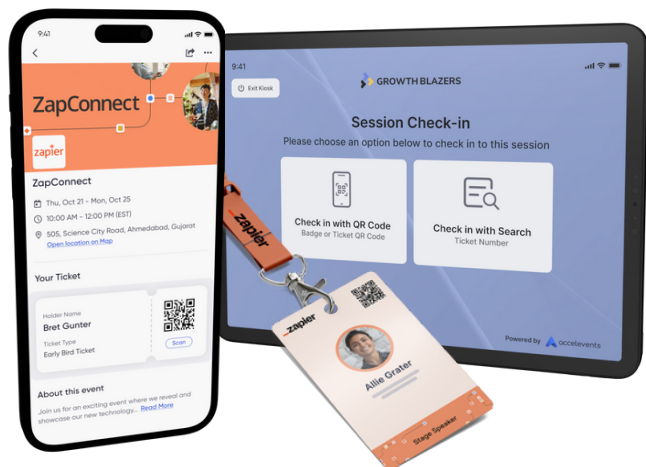 9:41
ZapConnect
zapier
ZapConnect
Thu, Oct 21 - Mon, Oct 25
10:00 AM - 12:00 PM (EST)
505, Science City Road, Ahmedabad, Gujarat
Open location on Map
Your Ticket
Holder Name
Bret Gunter
Ticket Type
Early Bird Ticket
Scan
About this event
Join us for an exciting event where we reveal and
showcase our new technology... Read More
9:41
Exit Kiosk
GROWTH BLAZERS
Session Check-in
Please choose an option below to check in to this session
Check in with QR Code
Badge or Ticket QR Code
Check in with Search
Ticket Number
Powered by accelevents
zapier
zapier
Allie Grater
Stage Speaker